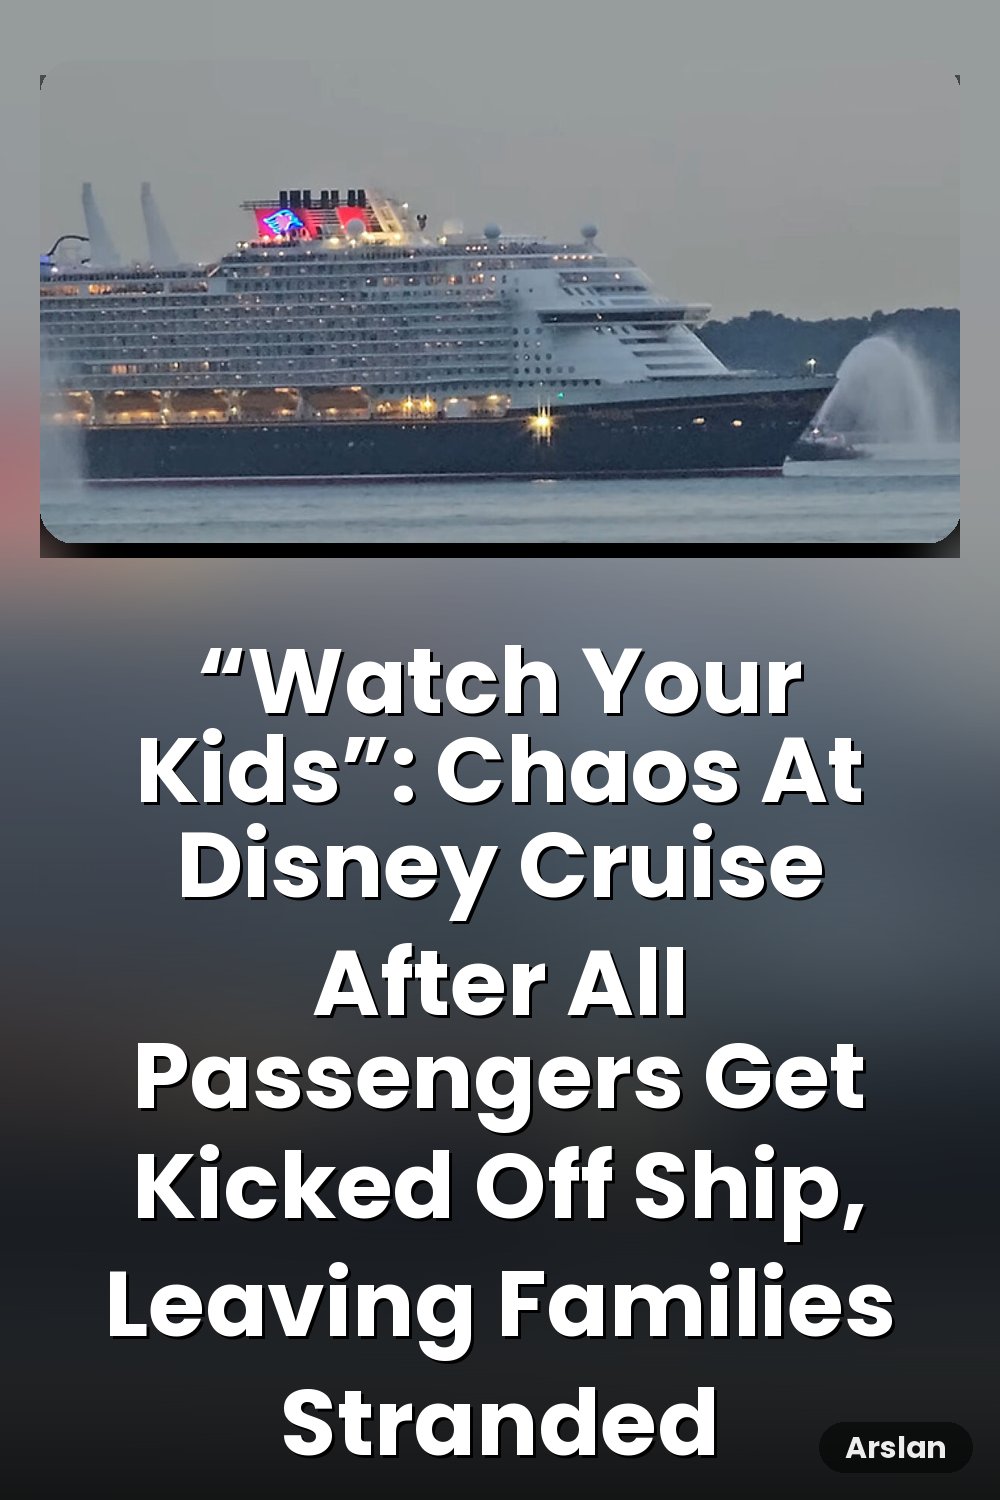 “Watch Your
Kids”: Chaos At
Disney Cruise
After All
Passengers Get
Kicked Off Ship,
Leaving Families
Stranded
Arslan